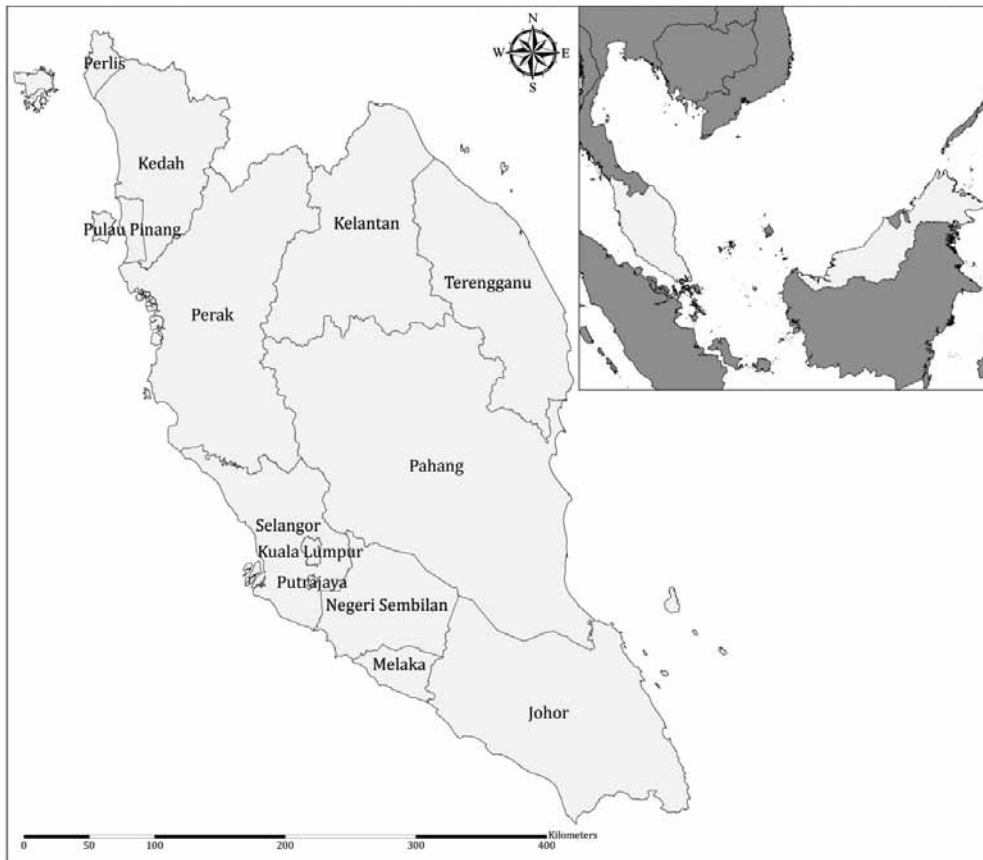 N
W E
S
Perlis
Kedah
Pulau Pinang
Kelantan
Terengganu
Perak
Pahang
Selangor
Kuala Lumpur
Putrajaya
Negeri Sembilan
Melaka
Johor
Kilometers
0 50 100 200 300 400